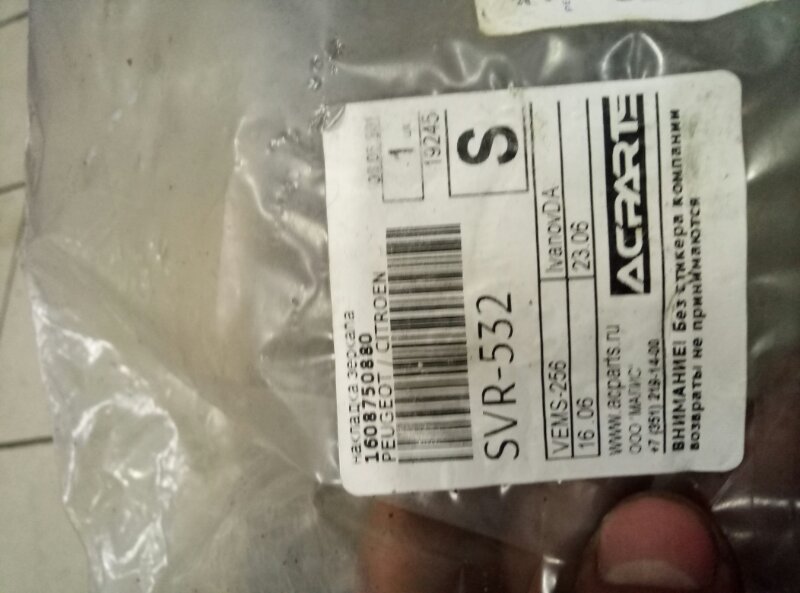 накладка зеркала
1608750880
PEUGEOT / CITROEN
1
19245
S
SVR-532
VEMS-256 IvanovDA
16.06 23.06
www.acparts.ru
ООО "МАГИС"
+7 (351) 219-14-00
ACPARTS
ВНИМАНИЕ! Без стикера компании
возвраты не принимаются